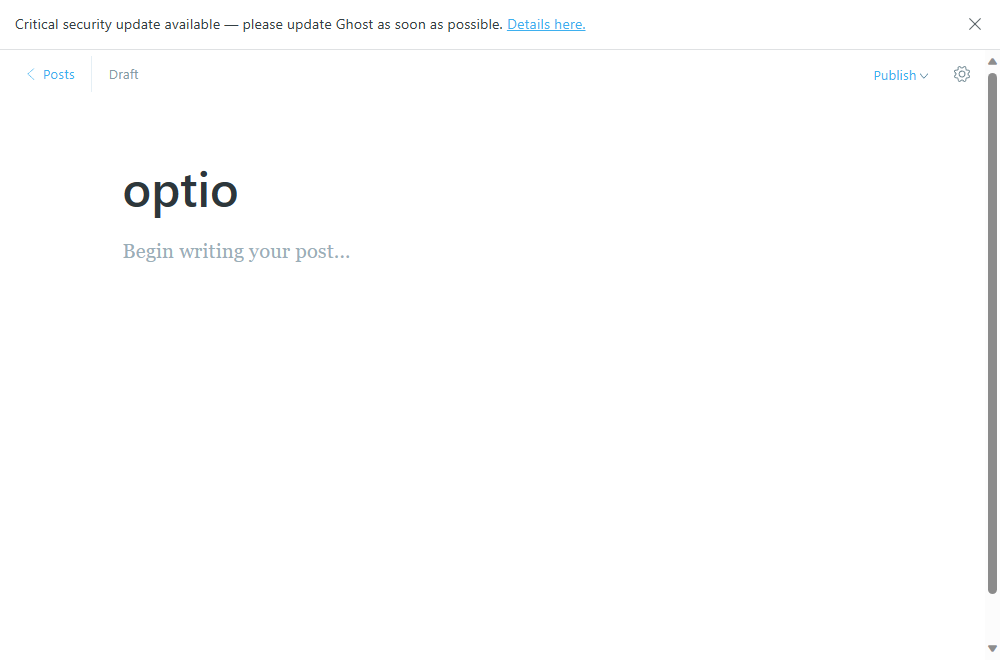 Critical security update available — please update Ghost as soon as possible. Details here.
Posts
Draft
Publish
optio
Begin writing your post...